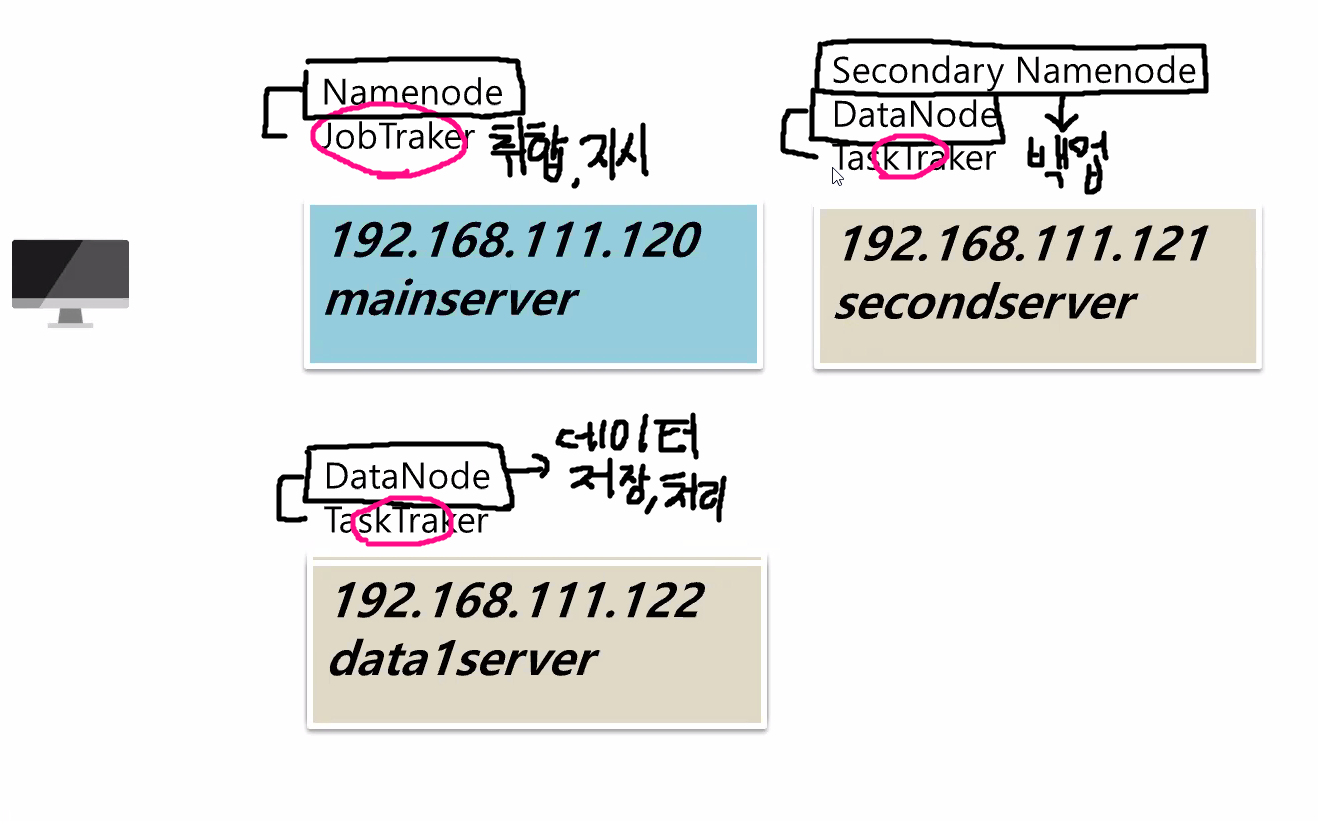 Namenode
JobTraker
취합, 지시
192.168.111.120
mainserver
Secondary Namenode
DataNode
TaskTraker
백업
192.168.111.121
secondserver
DataNode
TaskTraker
데이터
저장, 처리
192.168.111.122
data1server